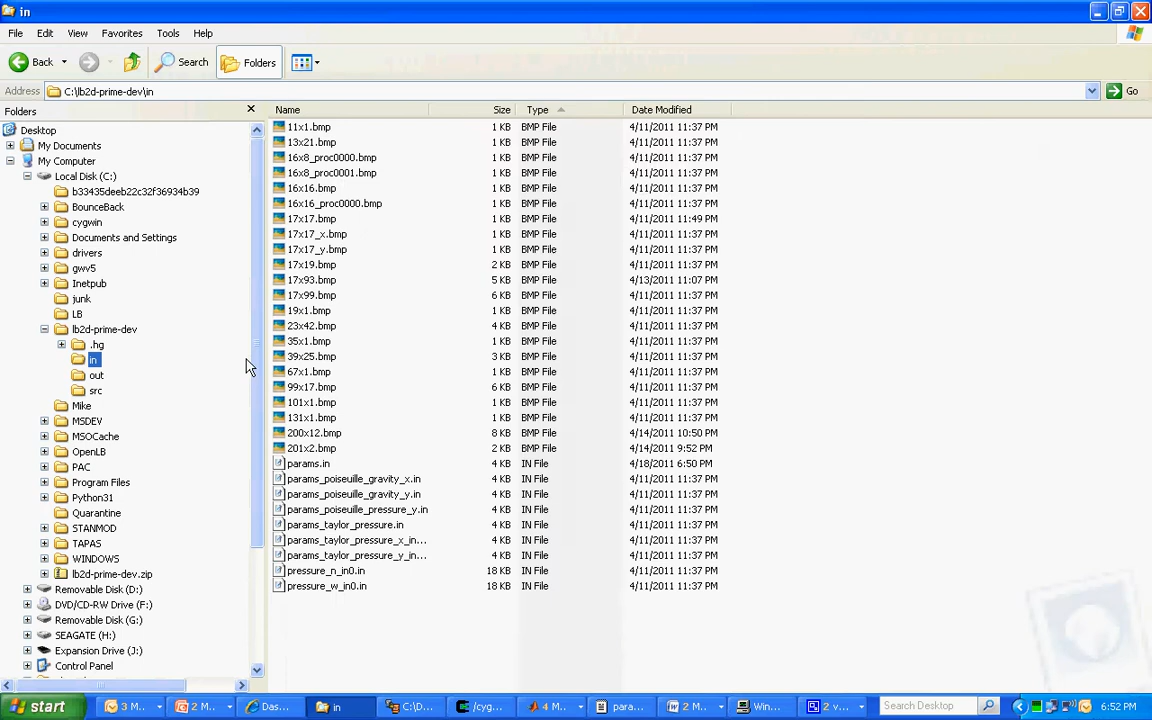 in
File Edit View Favorites Tools Help
Back Search Folders
Address C:\lb2d-prime-dev\in Go
Folders
Desktop
My Documents
My Computer
Local Disk (C:)
b33435deeb22c32f36934b39
BounceBack
cygwin
Documents and Settings
drivers
gwv5
Inetpub
junk
LB
lb2d-prime-dev
.hg
in
out
src
Mike
MSDEV
MSOCache
OpenLB
PAC
Program Files
Python31
Quarantine
STANMOD
TAPAS
WINDOWS
lb2d-prime-dev.zip
Removable Disk (D:)
DVD/CD-RW Drive (F:)
Removable Disk (G:)
SEAGATE (H:)
Expansion Drive (J:)
Control Panel
Name Size Type Date Modified
11x1.bmp 1 KB BMP File 4/11/2011 11:37 PM
13x21.bmp 1 KB BMP File 4/11/2011 11:37 PM
16x8_proc0000.bmp 1 KB BMP File 4/11/2011 11:37 PM
16x8_proc0001.bmp 1 KB BMP File 4/11/2011 11:37 PM
16x16.bmp 1 KB BMP File 4/11/2011 11:37 PM
16x16_proc0000.bmp 1 KB BMP File 4/11/2011 11:37 PM
17x17.bmp 1 KB BMP File 4/11/2011 11:49 PM
17x17_x.bmp 1 KB BMP File 4/11/2011 11:37 PM
17x17_y.bmp 1 KB BMP File 4/11/2011 11:37 PM
17x19.bmp 2 KB BMP File 4/11/2011 11:37 PM
17x93.bmp 5 KB BMP File 4/13/2011 11:07 PM
17x99.bmp 6 KB BMP File 4/11/2011 11:37 PM
19x1.bmp 1 KB BMP File 4/11/2011 11:37 PM
23x42.bmp 4 KB BMP File 4/11/2011 11:37 PM
35x1.bmp 1 KB BMP File 4/11/2011 11:37 PM
39x25.bmp 3 KB BMP File 4/11/2011 11:37 PM
67x1.bmp 1 KB BMP File 4/11/2011 11:37 PM
99x17.bmp 6 KB BMP File 4/11/2011 11:37 PM
101x1.bmp 1 KB BMP File 4/11/2011 11:37 PM
131x1.bmp 1 KB BMP File 4/11/2011 11:37 PM
200x12.bmp 8 KB BMP File 4/14/2011 10:50 PM
201x2.bmp 2 KB BMP File 4/14/2011 9:52 PM
params.in 4 KB IN File 4/18/2011 6:50 PM
params_poiseuille_gravity_x.in 4 KB IN File 4/11/2011 11:37 PM
params_poiseuille_gravity_y.in 4 KB IN File 4/11/2011 11:37 PM
params_poiseuille_pressure_y.in 4 KB IN File 4/11/2011 11:37 PM
params_taylor_pressure.in 4 KB IN File 4/11/2011 11:37 PM
params_taylor_pressure_x_in... 4 KB IN File 4/11/2011 11:37 PM
params_taylor_pressure_y_in... 4 KB IN File 4/11/2011 11:37 PM
pressure_n_in0.in 18 KB IN File 4/11/2011 11:37 PM
pressure_w_in0.in 18 KB IN File 4/11/2011 11:37 PM
start 3 M... 2 M... Das... in C:\D... /cyg... 4 M... para... 2 M... Win... 2 v... Search Desktop 6:52 PM